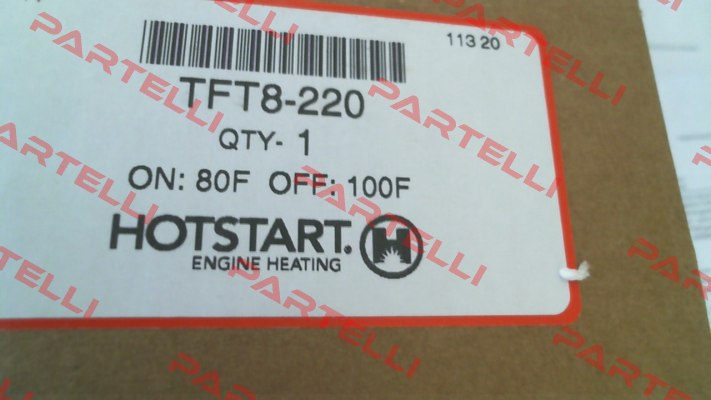 11320
TFT8-220
QTY- 1
ON: 80F OFF: 100F
HOTSTART. H
ENGINE HEATING
PARTELLI
PARTELLI
PARTELLI
PARTELLI
PARTELLI
PARTELLI
PARTELLI